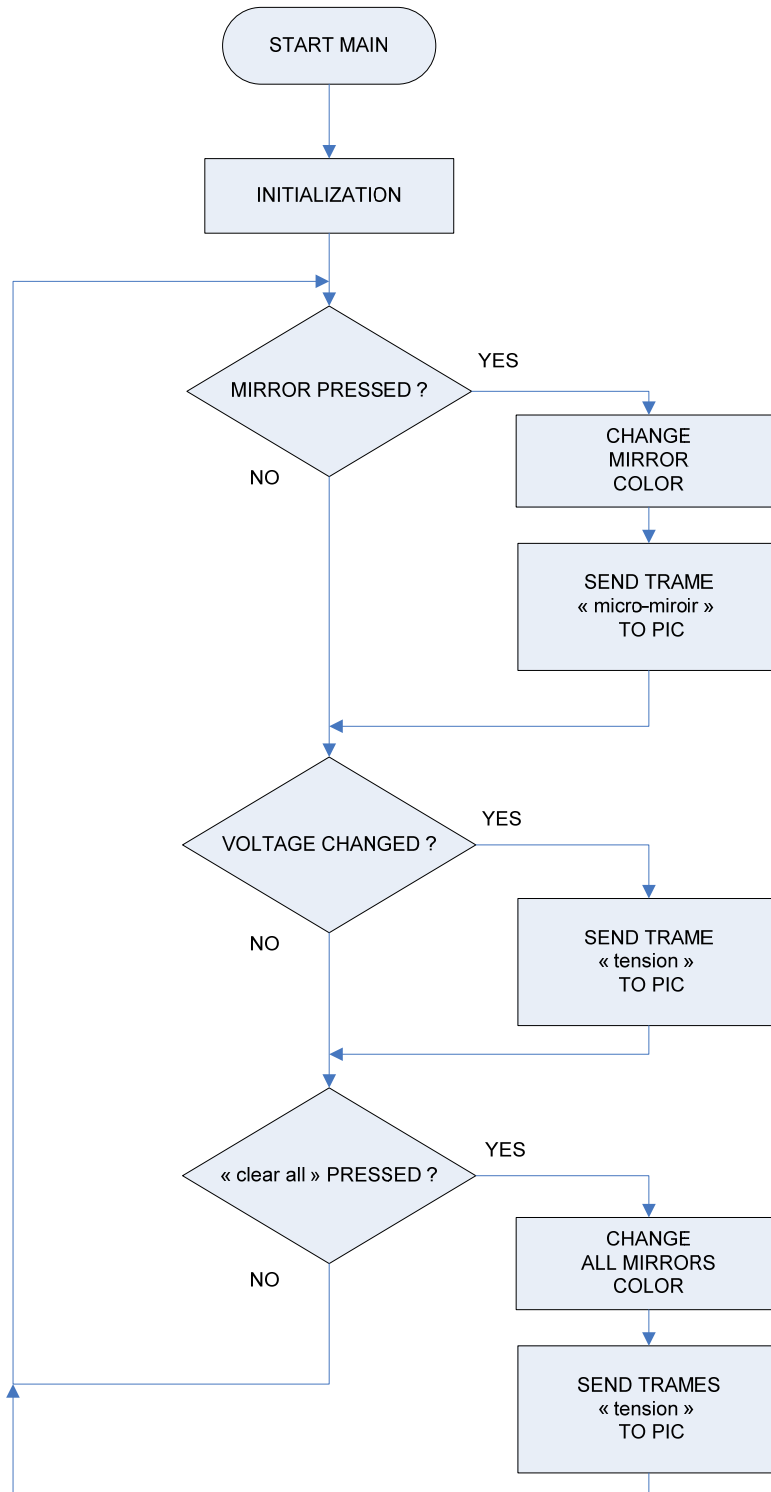 START MAIN
INITIALIZATION
MIRROR PRESSED ?
YES
CHANGE
MIRROR
COLOR
NO
SEND TRAME
« micro-miroir »
TO PIC
VOLTAGE CHANGED ?
YES
SEND TRAME
« tension »
TO PIC
NO
« clear all » PRESSED ?
YES
CHANGE
ALL MIRRORS
COLOR
NO
SEND TRAMES
« tension »
TO PIC